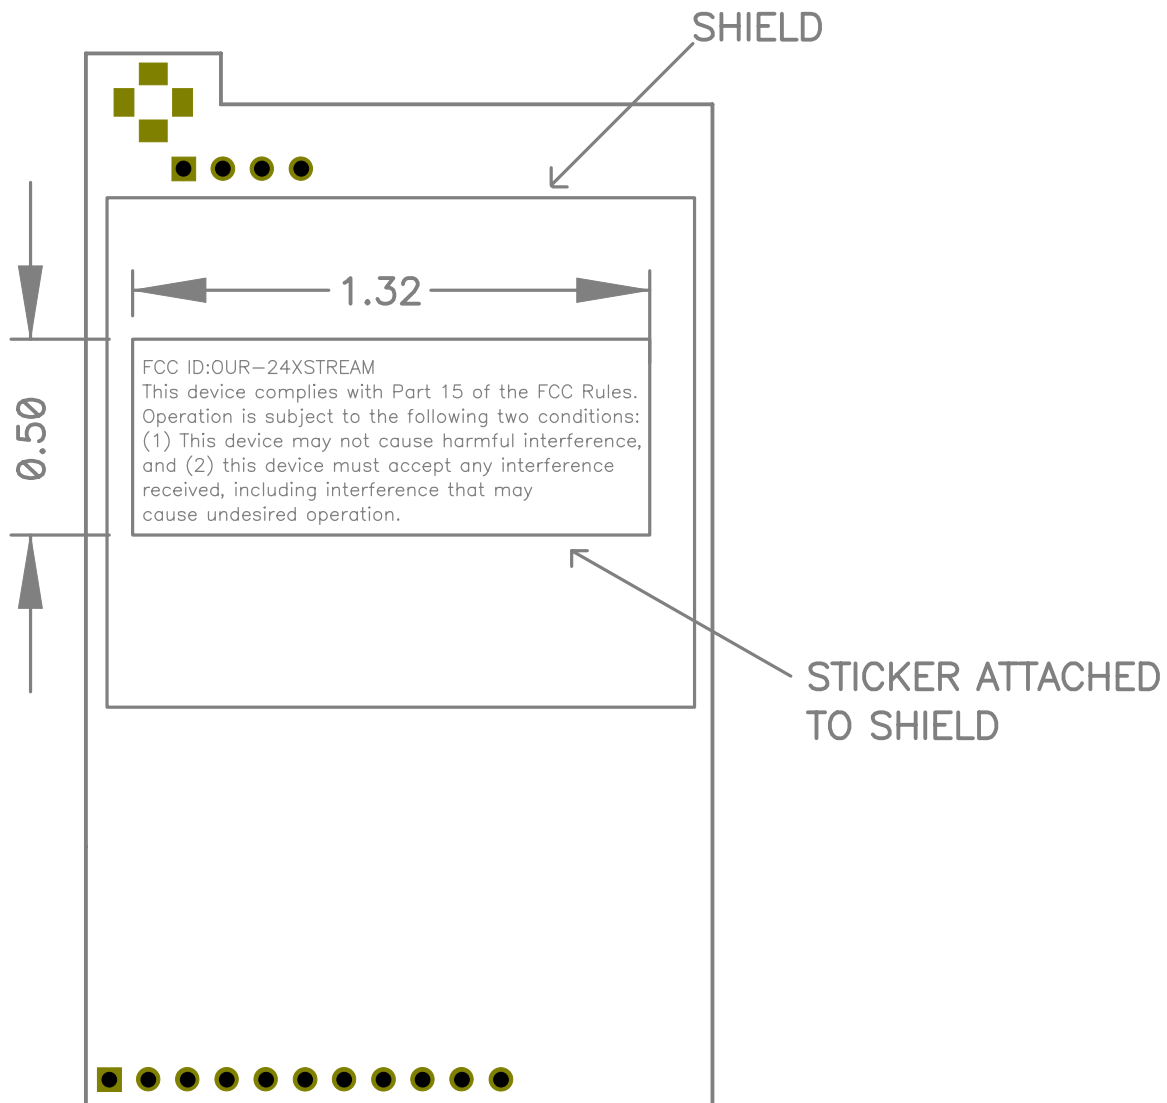 SHIELD
1.32
0.50
FCC ID:OUR-24XSTREAM
This device complies with Part 15 of the FCC Rules.
Operation is subject to the following two conditions:
(1) This device may not cause harmful interference,
and (2) this device must accept any interference
received, including interference that may
cause undesired operation.
STICKER ATTACHED
TO SHIELD